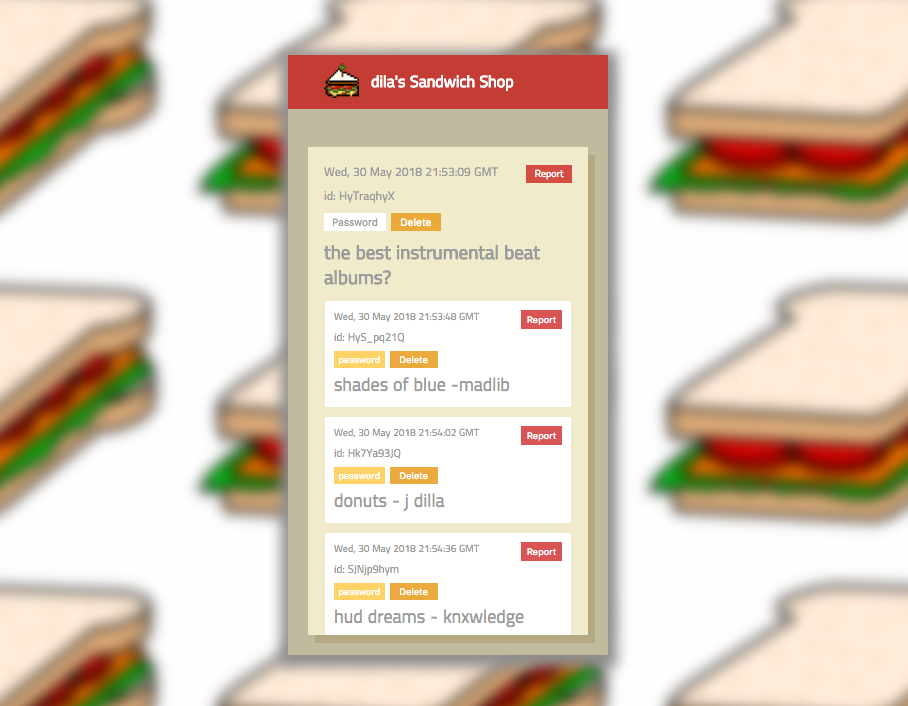 dila's Sandwich Shop
Wed, 30 May 2018 21:53:09 GMT
Report
id: HyTraqhyX
Password
Delete
the best instrumental beat
albums?
Wed, 30 May 2018 21:53:48 GMT
Report
id: HyS_pq21Q
password
Delete
shades of blue -madlib
Wed, 30 May 2018 21:54:02 GMT
Report
id: Hk7Ya93JQ
password
Delete
donuts - j dilla
Wed, 30 May 2018 21:54:36 GMT
Report
id: SJNjp9hym
password
Delete
hud dreams - knxwledge